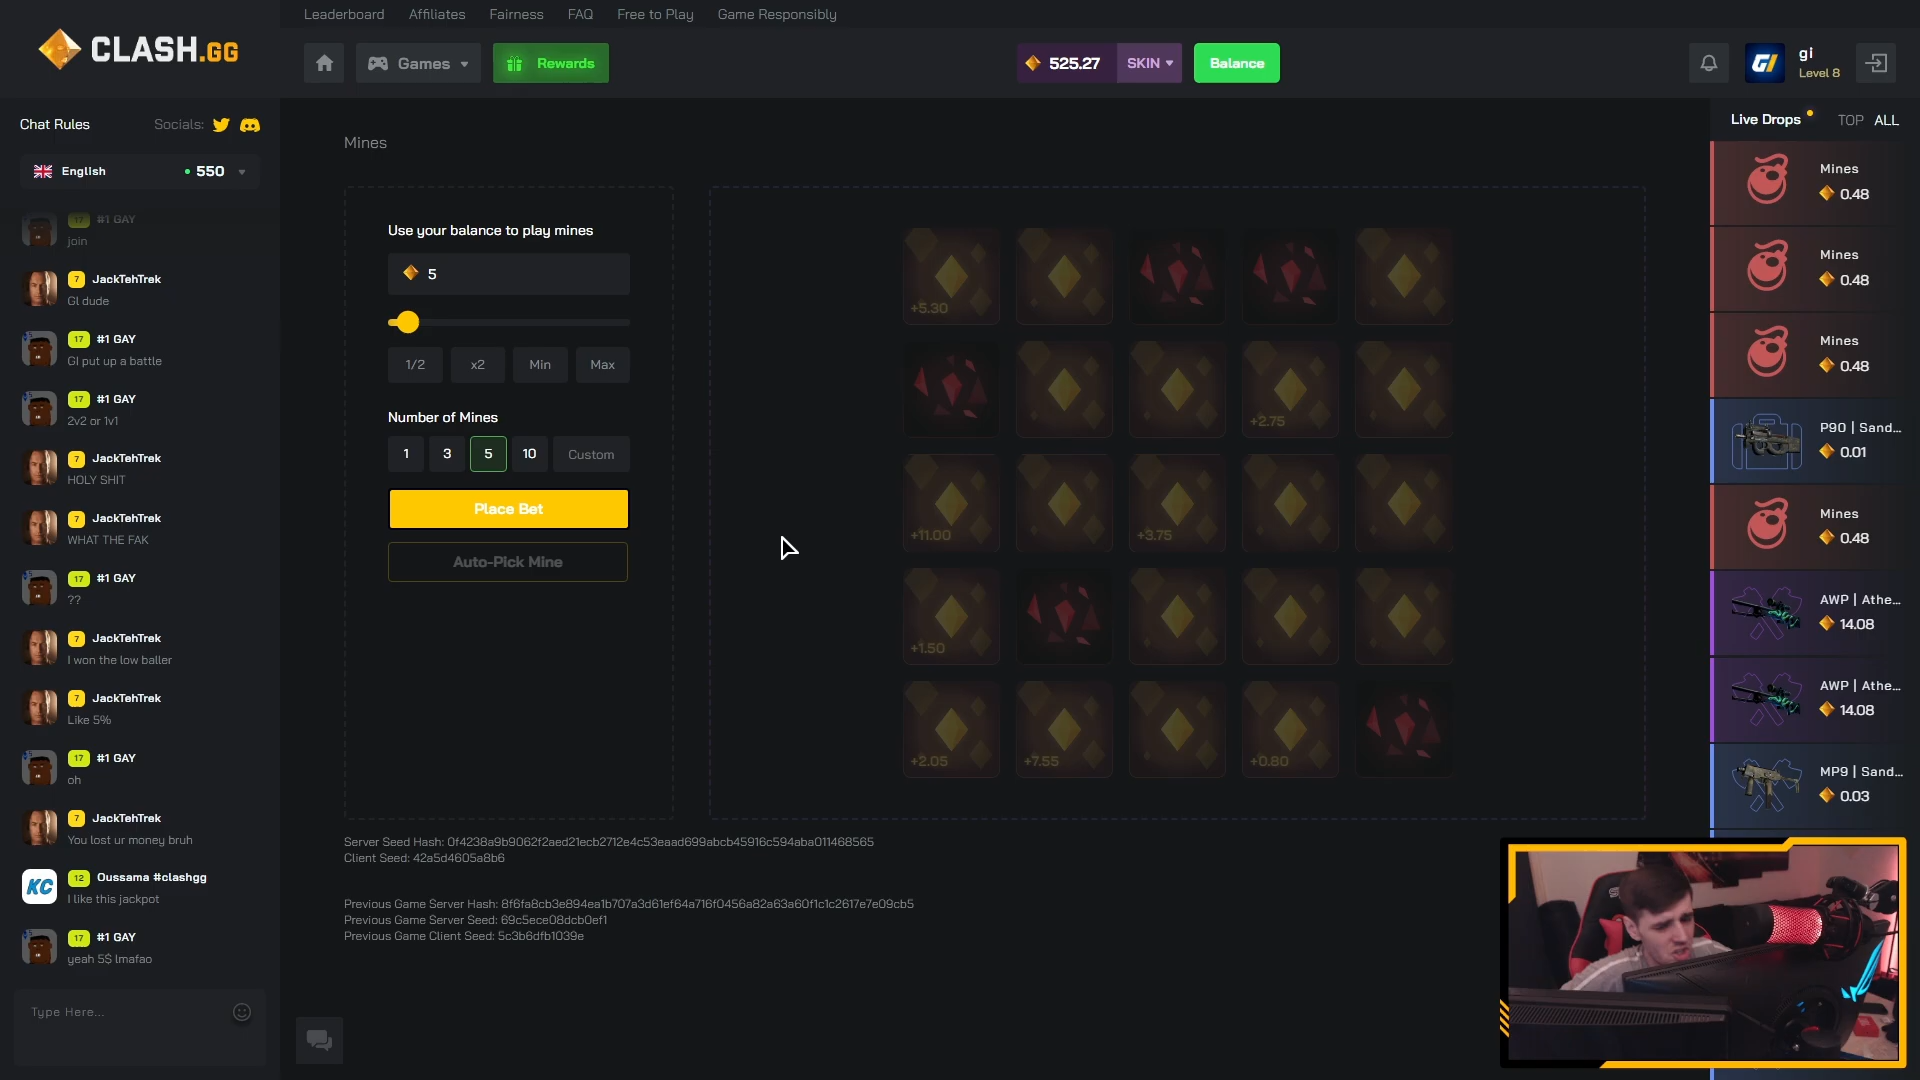 Leaderboard Affiliates Fairness FAQ Free to Play Game Responsibly
CLASH.GG
Games
Rewards
525.27
SKIN
Balance
GI
gi
Level 8
Chat Rules
Socials:
English
550
17 #1 GAY
join
7 JackTehTrek
Gl dude
17 #1 GAY
GI put up a battle
17 #1 GAY
2v2 or 1v1
7 JackTehTrek
HOLY SHIT
7 JackTehTrek
WHAT THE FAK
17 #1 GAY
??
7 JackTehTrek
I won the low baller
7 JackTehTrek
Like 5%
17 #1 GAY
oh
7 JackTehTrek
You lost ur money bruh
KC
12 Oussama #clashgg
I like this jackpot
17 #1 GAY
yeah 5$ lmafao
Type Here...
Mines
Use your balance to play mines
5
1/2 x2 Min Max
Number of Mines
1 3 5 10 Custom
Place Bet
Auto-Pick Mine
+5.30
+2.75
+11.00 +3.75
+1.50
+2.05 +7.55 +0.80
Server Seed Hash: 0f4238a9b9062f2aed21ecb2712e4c53eaad699abcb45916c594aba011468565
Client Seed: 42a5d4605a8b6
Previous Game Server Hash: 8f6fa8cb3e894ea1b707a3d61ef64a716f0456a82a63a60f1c1c2617e7e09cb5
Previous Game Server Seed: 69c5ece08dcb0ef1
Previous Game Client Seed: 5c3b6dfb1039e
Live Drops TOP ALL
Mines
0.48
Mines
0.48
Mines
0.48
P90 | Sand...
0.01
Mines
0.48
AWP | Athe...
14.08
AWP | Athe...
14.08
MP9 | Sand...
0.03